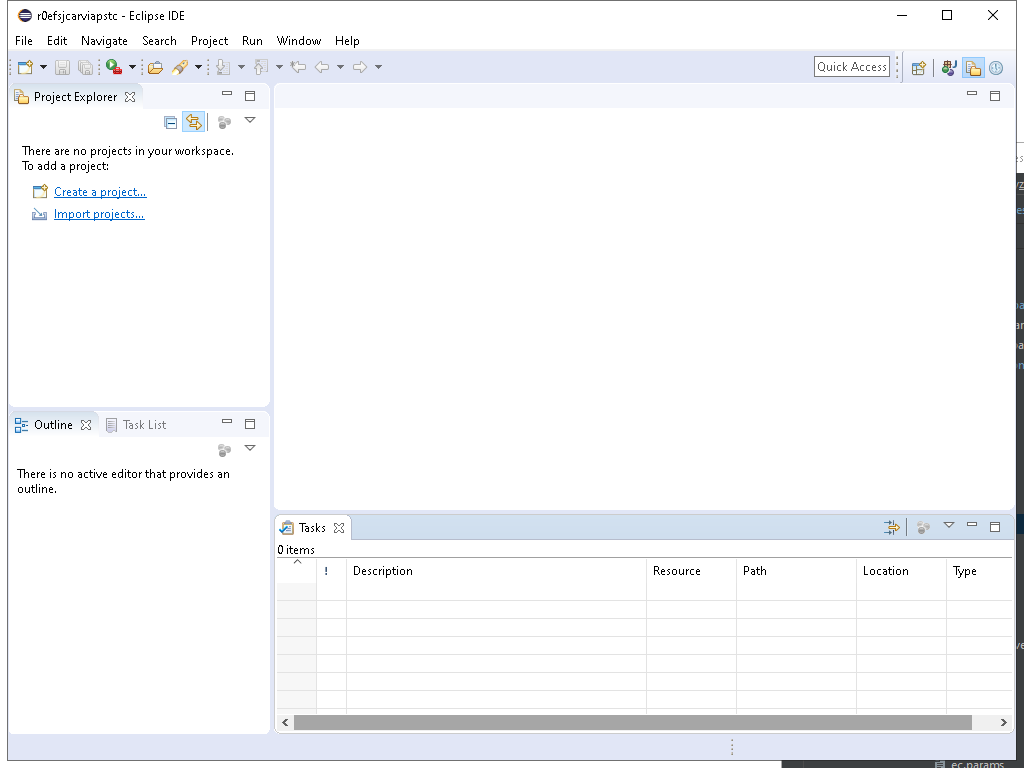 r0efsjcarviapstc - Eclipse IDE
File Edit Navigate Search Project Run Window Help
Quick Access
Project Explorer
There are no projects in your workspace.
To add a project:
Create a project...
Import projects...
Outline Task List
There is no active editor that provides an
outline.
Tasks
0 items
! Description Resource Path Location Type
ec.params